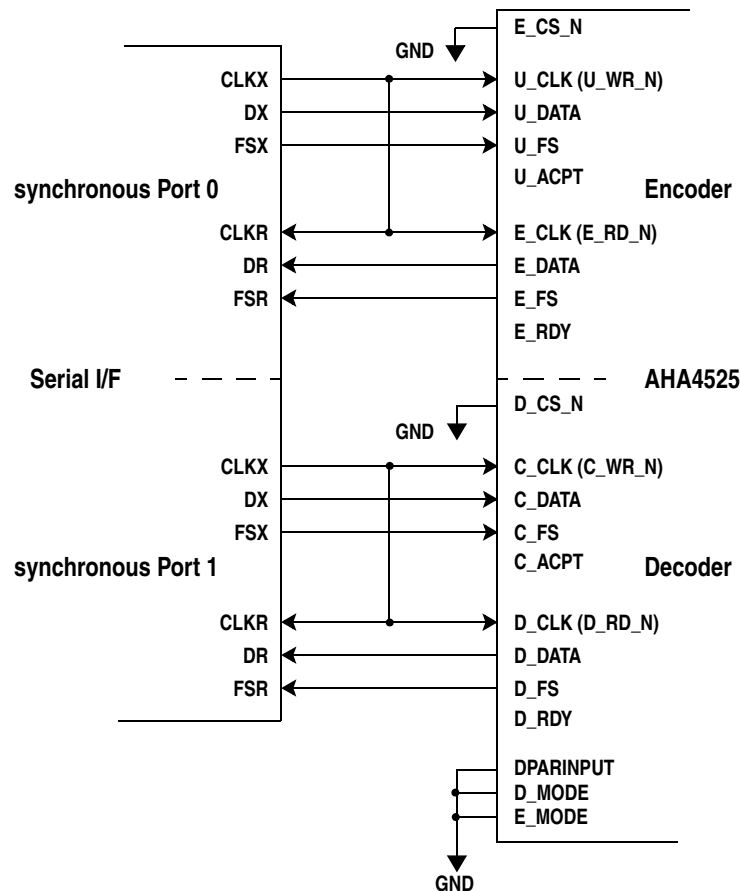 E_CS_N
GND
CLKX
U_CLK (U_WR_N)
DX
U_DATA
FSX
U_FS
U_ACPT
synchronous Port 0
Encoder
CLKR
E_CLK (E_RD_N)
DR
E_DATA
FSR
E_FS
E_RDY
Serial I/F
AHA4525
D_CS_N
GND
CLKX
C_CLK (C_WR_N)
DX
C_DATA
FSX
C_FS
C_ACPT
synchronous Port 1
Decoder
CLKR
D_CLK (D_RD_N)
DR
D_DATA
FSR
D_FS
D_RDY
DPARINPUT
D_MODE
E_MODE
GND